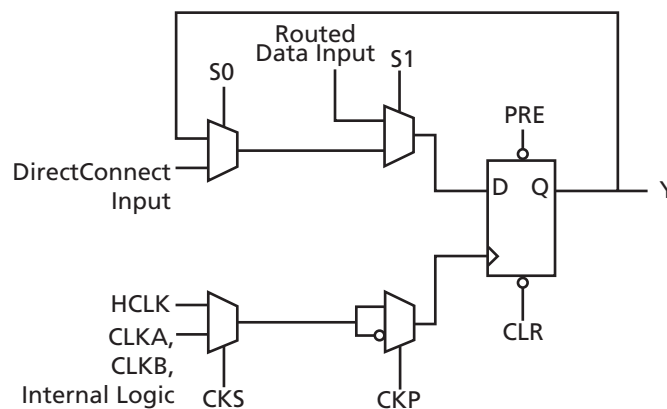 Routed
Data Input
S1
S0
PRE
DirectConnect
Input
D
Q
Y
HCLK
CLKA,
CLKB,
Internal Logic
CKS
CKP
CLR